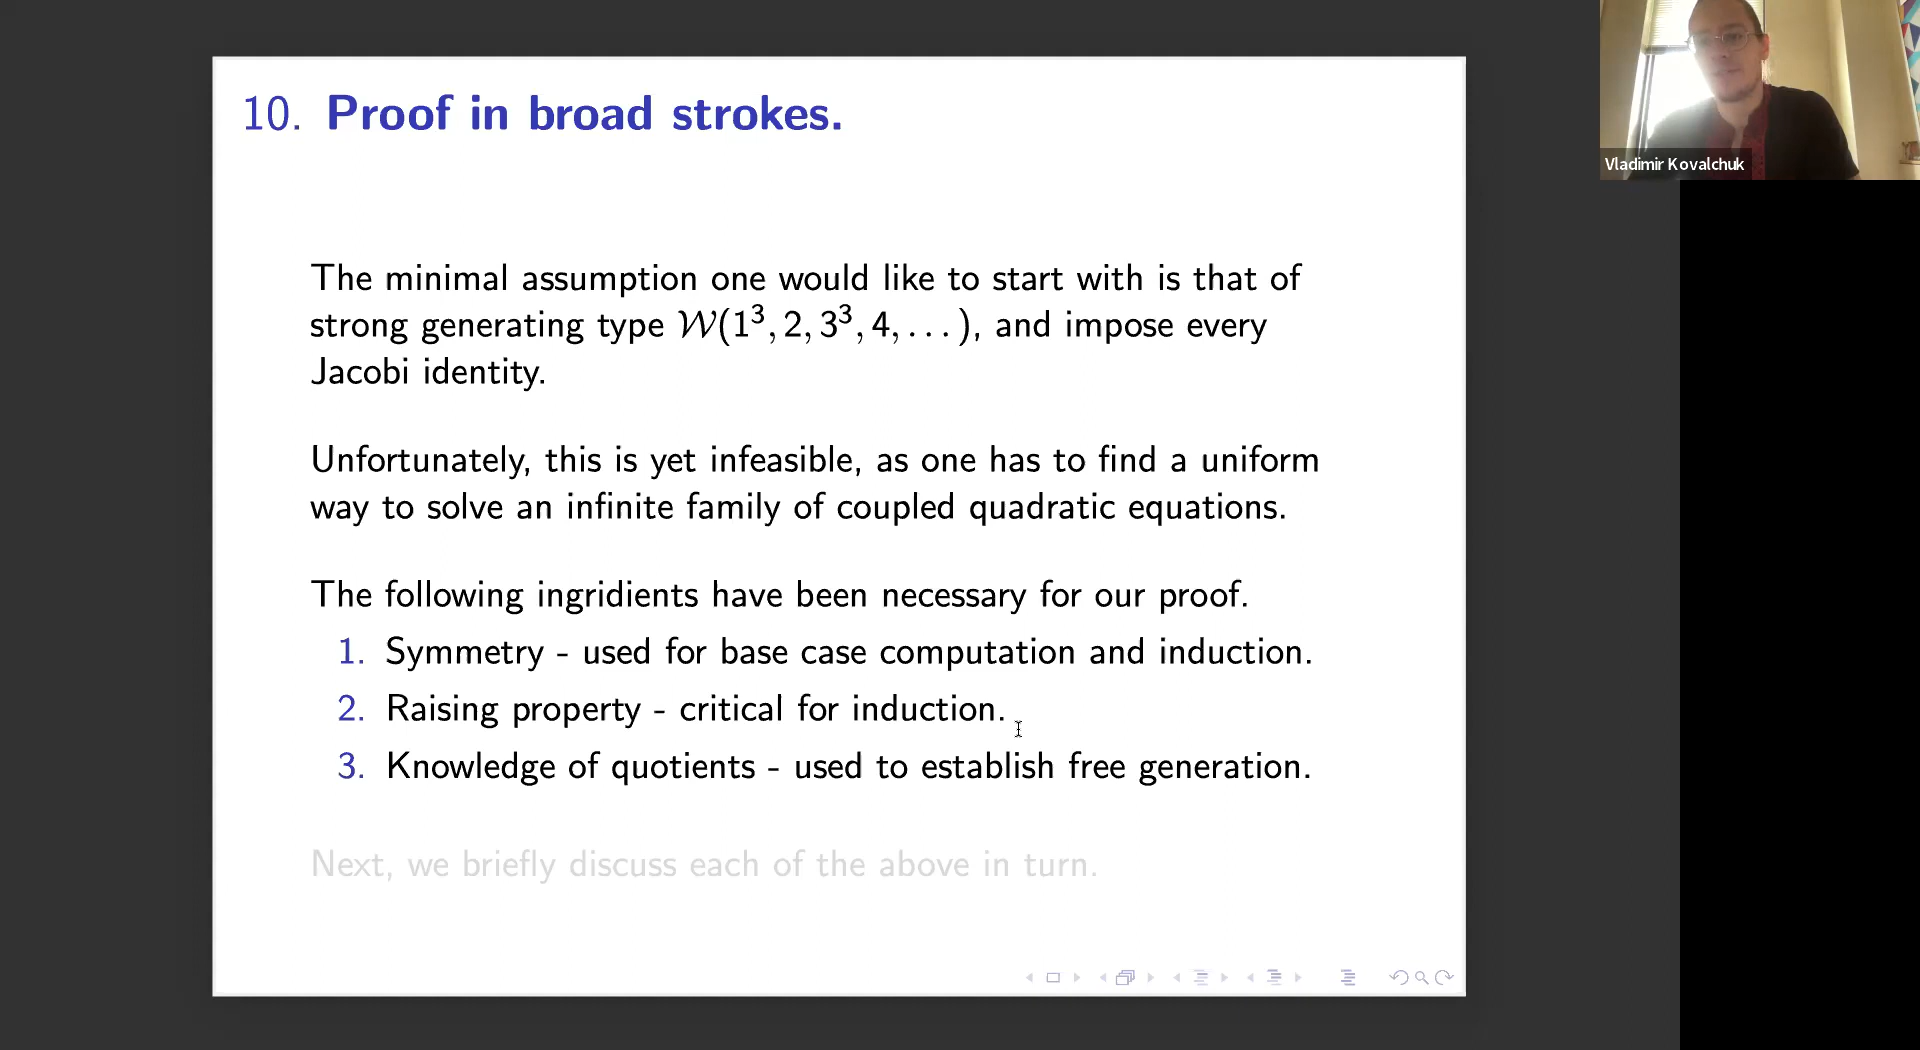 10. Proof in broad strokes.
The minimal assumption one would like to start with is that of
strong generating type 𝒲(1³, 2, 3³, 4, . . . ), and impose every
Jacobi identity.
Unfortunately, this is yet infeasible, as one has to find a uniform
way to solve an infinite family of coupled quadratic equations.
The following ingridients have been necessary for our proof.
1. Symmetry - used for base case computation and induction.
2. Raising property - critical for induction.
3. Knowledge of quotients - used to establish free generation.
Next, we briefly discuss each of the above in turn.
Vladimir Kovalchuk